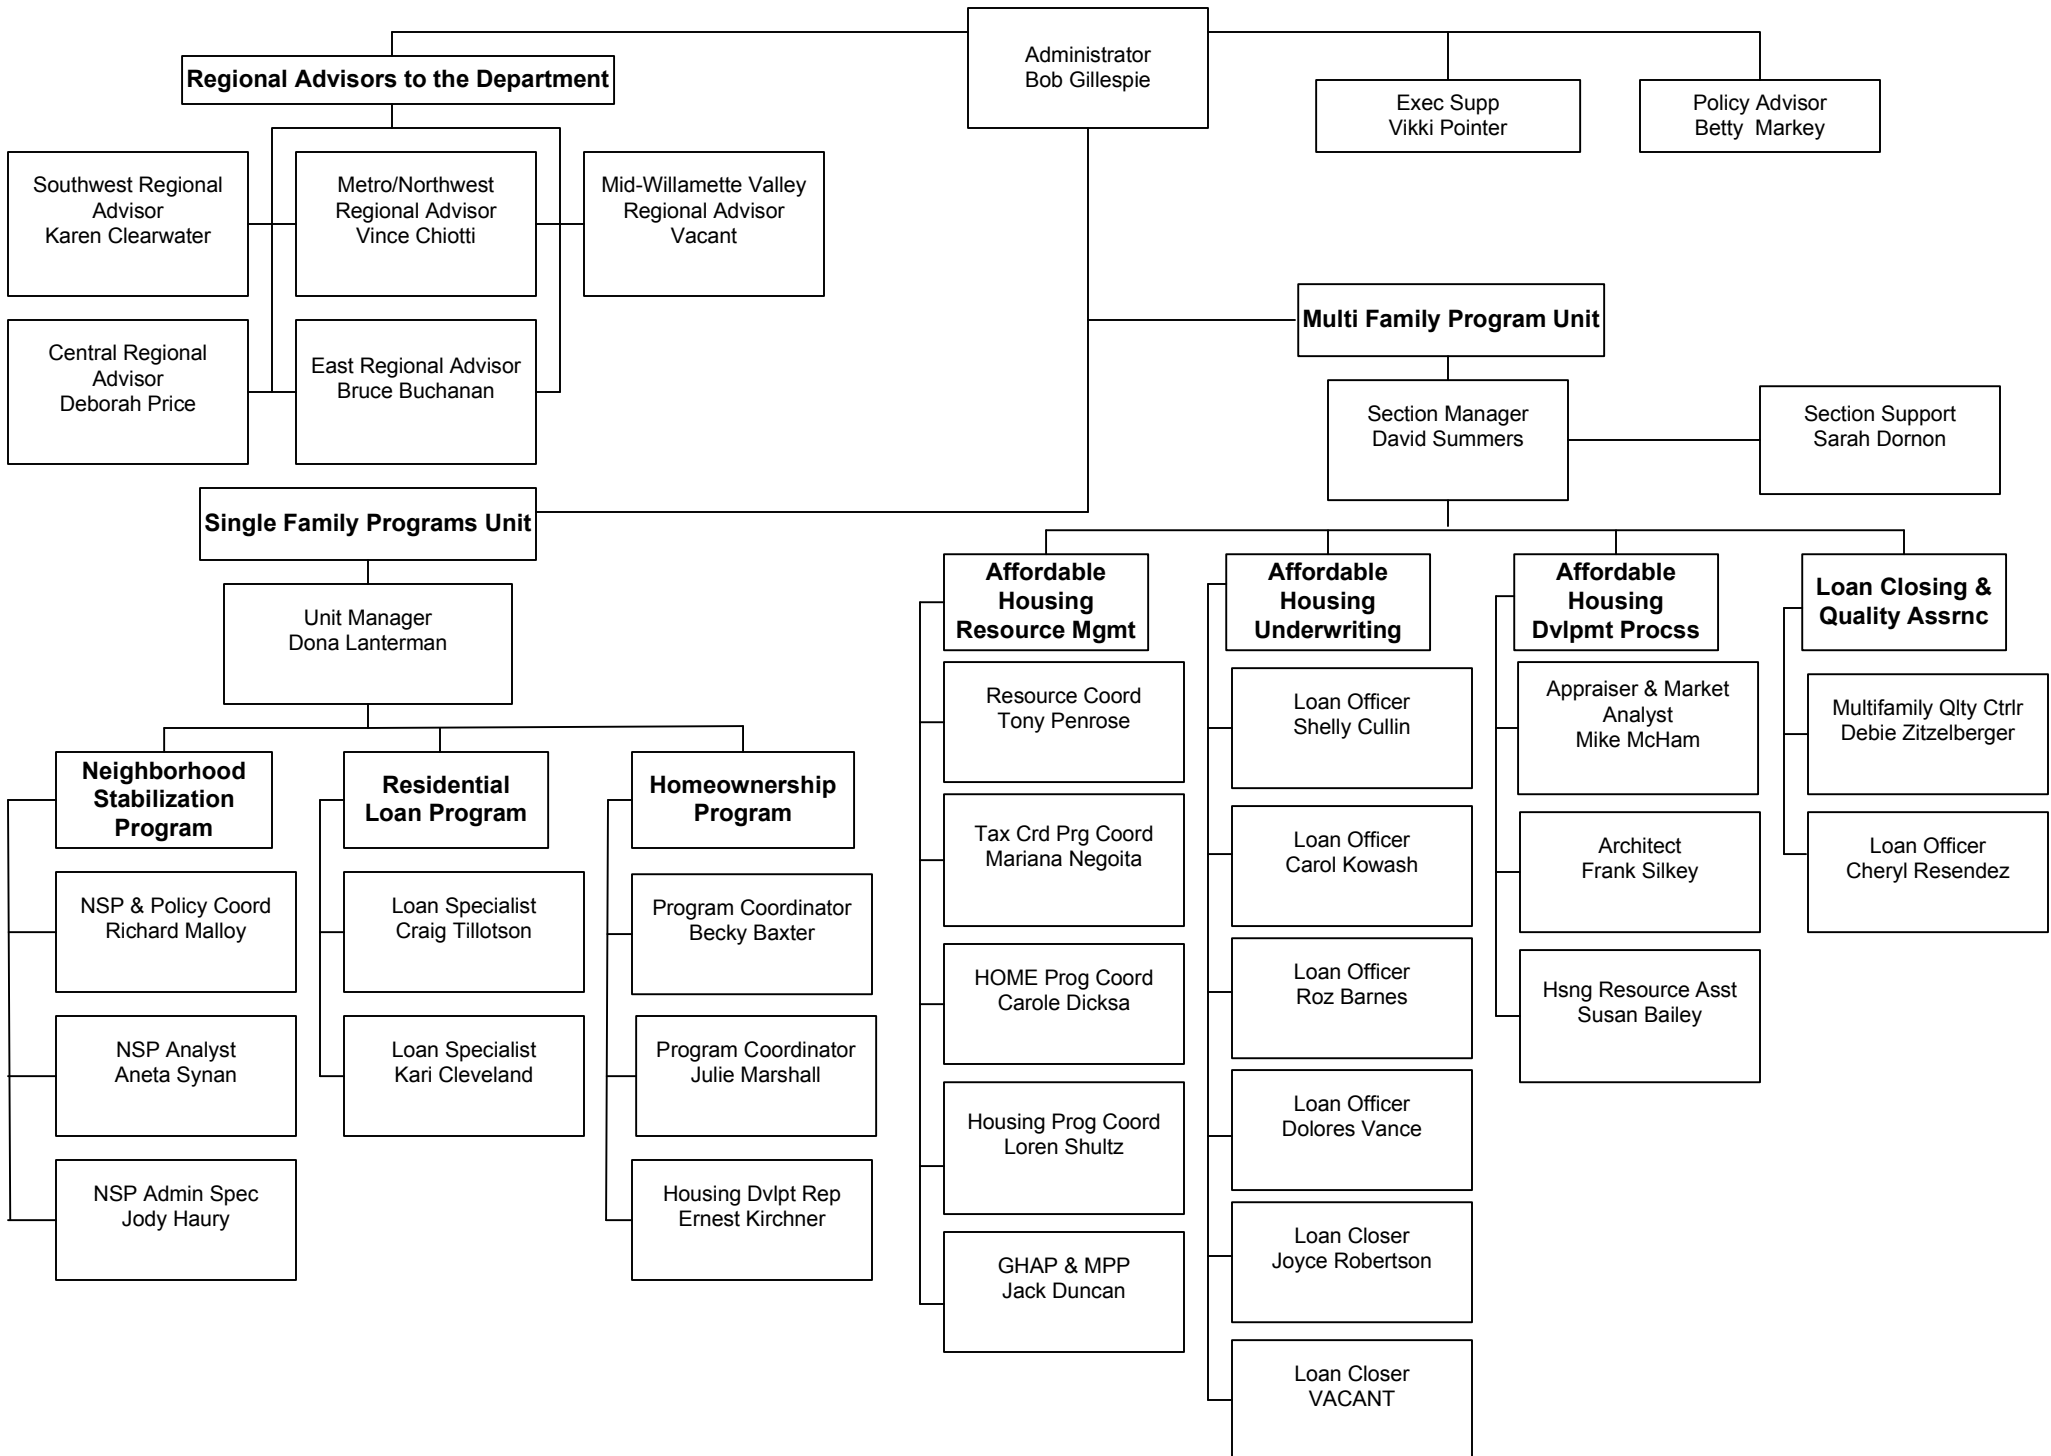 Administrator
Bob Gillespie
Regional Advisors to the Department
Exec Supp
Vikki Pointer
Policy Advisor
Betty Markey
Southwest Regional
Advisor
Karen Clearwater
Metro/Northwest
Regional Advisor
Vince Chiotti
Mid-Willamette Valley
Regional Advisor
Vacant
Central Regional
Advisor
Deborah Price
East Regional Advisor
Bruce Buchanan
Multi Family Program Unit
Section Manager
David Summers
Section Support
Sarah Dornon
Single Family Programs Unit
Unit Manager
Dona Lanterman
Neighborhood
Stabilization
Program
NSP & Policy Coord
Richard Malloy
NSP Analyst
Aneta Synan
NSP Admin Spec
Jody Haury
Residential
Loan Program
Loan Specialist
Craig Tillotson
Loan Specialist
Kari Cleveland
Homeownership
Program
Program Coordinator
Becky Baxter
Program Coordinator
Julie Marshall
Housing Dvlpt Rep
Ernest Kirchner
Affordable
Housing
Resource Mgmt
Resource Coord
Tony Penrose
Tax Crd Prg Coord
Mariana Negoita
HOME Prog Coord
Carole Dicksa
Housing Prog Coord
Loren Shultz
GHAP & MPP
Jack Duncan
Affordable
Housing
Underwriting
Loan Officer
Shelly Cullin
Loan Officer
Carol Kowash
Loan Officer
Roz Barnes
Loan Officer
Dolores Vance
Loan Closer
Joyce Robertson
Loan Closer
VACANT
Affordable
Housing
Dvlpmt Procss
Appraiser & Market
Analyst
Mike McHam
Architect
Frank Silkey
Hsng Resource Asst
Susan Bailey
Loan Closing &
Quality Assrnc
Multifamily Qlty Ctrlr
Debie Zitzelberger
Loan Officer
Cheryl Resendez